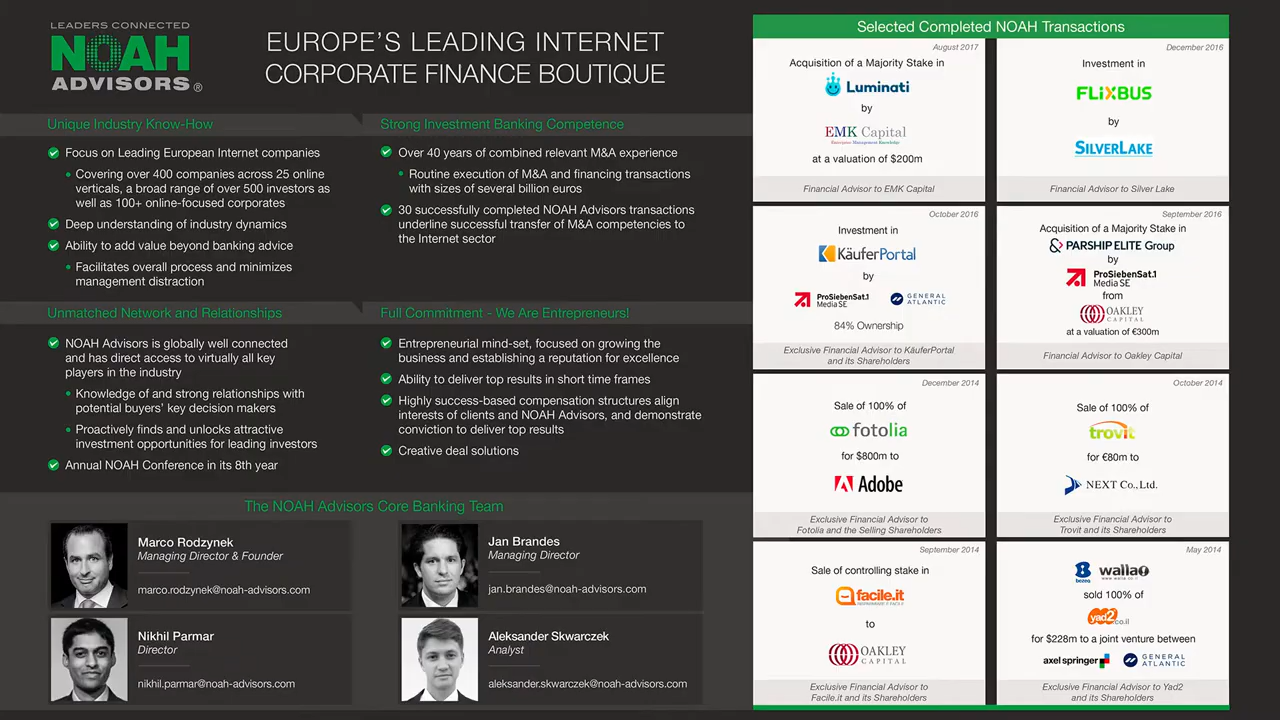 LEADERS CONNECTED
NOAH
ADVISORS®
EUROPE'S LEADING INTERNET
CORPORATE FINANCE BOUTIQUE
Unique Industry Know-How
Focus on Leading European Internet companies
• Covering over 400 companies across 25 online
verticals, a broad range of over 500 investors as
well as 100+ online-focused corporates
Deep understanding of industry dynamics
Ability to add value beyond banking advice
• Facilitates overall process and minimizes
management distraction
Strong Investment Banking Competence
Over 40 years of combined relevant M&A experience
• Routine execution of M&A and financing transactions
with sizes of several billion euros
30 successfully completed NOAH Advisors transactions
underline successful transfer of M&A competencies to
the Internet sector
Unmatched Network and Relationships
NOAH Advisors is globally well connected
and has direct access to virtually all key
players in the industry
• Knowledge of and strong relationships with
potential buyers' key decision makers
• Proactively finds and unlocks attractive
investment opportunities for leading investors
Annual NOAH Conference in its 8th year
Full Commitment - We Are Entrepreneurs!
Entrepreneurial mind-set, focused on growing the
business and establishing a reputation for excellence
Ability to deliver top results in short time frames
Highly success-based compensation structures align
interests of clients and NOAH Advisors, and demonstrate
conviction to deliver top results
Creative deal solutions
The NOAH Advisors Core Banking Team
Marco Rodzynek
Managing Director & Founder
marco.rodzynek@noah-advisors.com
Jan Brandes
Managing Director
jan.brandes@noah-advisors.com
Nikhil Parmar
Director
nikhil.parmar@noah-advisors.com
Aleksander Skwarczek
Analyst
aleksander.skwarczek@noah-advisors.com
Selected Completed NOAH Transactions
August 2017
Acquisition of a Majority Stake in
Luminati
by
EMK Capital
Enterprise Management Knowledge
at a valuation of $200m
Financial Advisor to EMK Capital
December 2016
Investment in
FLiXBUS
by
SILVERLAKE
Financial Advisor to Silver Lake
October 2016
Investment in
KäuferPortal
by
ProSiebenSat.1
Media SE
GENERAL
ATLANTIC
84% Ownership
Exclusive Financial Advisor to KäuferPortal
and its Shareholders
September 2016
Acquisition of a Majority Stake in
PARSHIP ELITE Group
by
ProSiebenSat.1
Media SE
from
OAKLEY
CAPITAL
at a valuation of €300m
Financial Advisor to Oakley Capital
December 2014
Sale of 100% of
fotolia
for $800m to
Adobe
Exclusive Financial Advisor to
Fotolia and the Selling Shareholders
October 2014
Sale of 100% of
trovit
for €80m to
NEXT Co., Ltd.
Exclusive Financial Advisor to
Trovit and its Shareholders
September 2014
Sale of controlling stake in
facile.it
to
OAKLEY
CAPITAL
Exclusive Financial Advisor to
Facile.it and its Shareholders
May 2014
bezeq
walla
www.walla.co.il
sold 100% of
yad2.co.il
for $228m to a joint venture between
axel springer
GENERAL
ATLANTIC
Exclusive Financial Advisor to Yad2
and its Shareholders